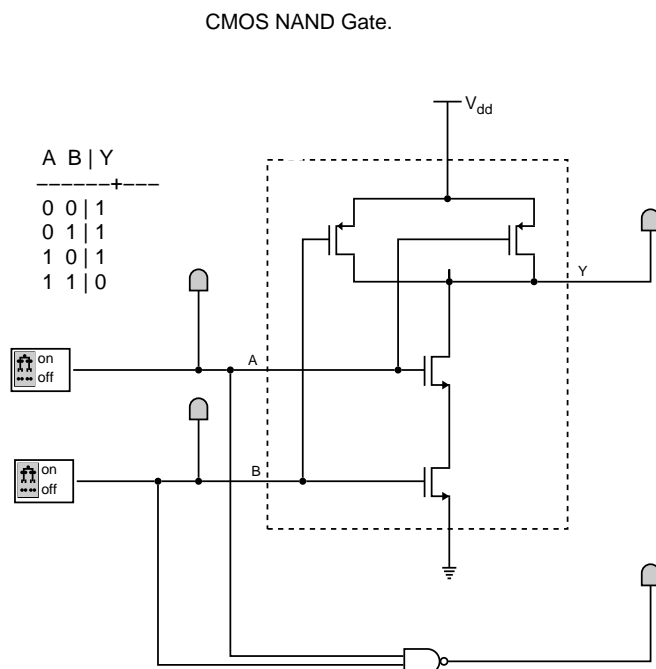 CMOS NAND Gate.
Vdd
A B | Y
------+---
0 0 | 1
0 1 | 1
1 0 | 1
1 1 | 0
Y
A
on
off
B
on
off